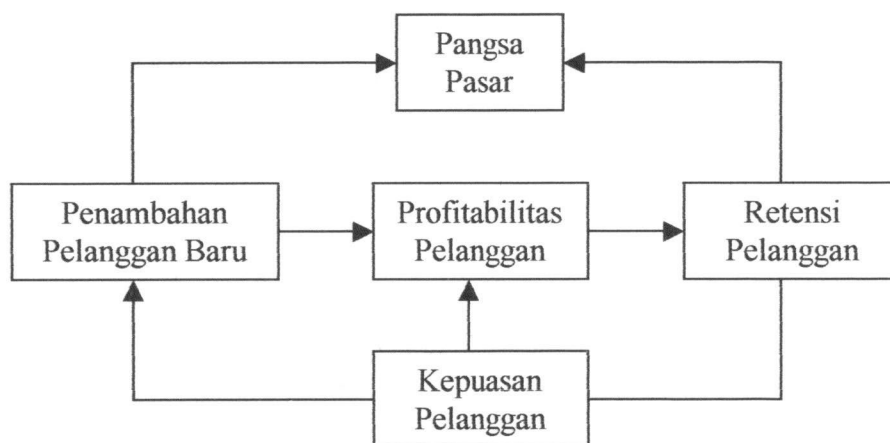 Pangsa
Pasar
Penambahan
Pelanggan Baru
Profitabilitas
Pelanggan
Retensi
Pelanggan
Kepuasan
Pelanggan